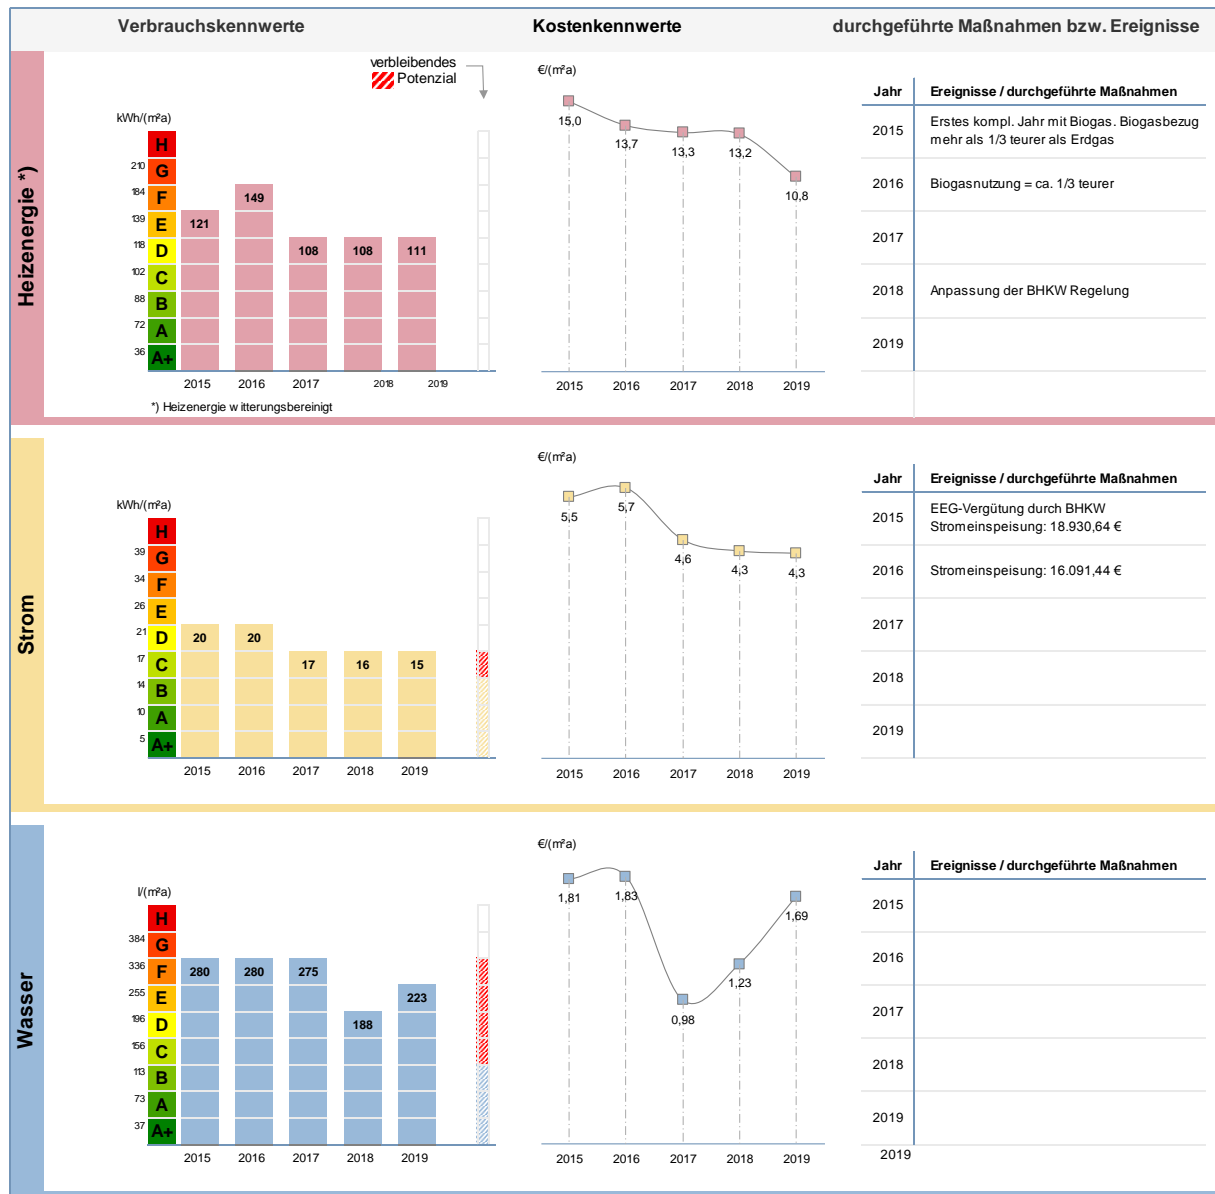 Verbrauchskennwerte
Kostenkennwerte
durchgeführte Maßnahmen bzw. Ereignisse
Heizenergie *)
verbleibendes
Potenzial
kWh/(m²a)
H
210
G
184
F
139
E
118
D
102
C
88
B
72
A
36
A+
121
149
108
108
111
2015
2016
2017
2018
2019
*) Heizenergie witterungsbereinigt
€/(m²a)
15,0
13,7
13,3
13,2
10,8
2015
2016
2017
2018
2019
Jahr
Ereignisse / durchgeführte Maßnahmen
2015
Erstes kompl. Jahr mit Biogas. Biogasbezug
mehr als 1/3 teurer als Erdgas
2016
Biogasnutzung = ca. 1/3 teurer
2017
2018
Anpassung der BHKW Regelung
2019
Strom
kWh/(m²a)
H
39
G
34
F
26
E
21
D
17
C
14
B
10
A
5
A+
20
20
17
16
15
2015
2016
2017
2018
2019
€/(m²a)
5,5
5,7
4,6
4,3
4,3
2015
2016
2017
2018
2019
Jahr
Ereignisse / durchgeführte Maßnahmen
2015
EEG-Vergütung durch BHKW
Stromeinspeisung: 18.930,64 €
2016
Stromeinspeisung: 16.091,44 €
2017
2018
2019
Wasser
l/(m²a)
H
384
G
336
F
255
E
196
D
156
C
113
B
73
A
37
A+
280
280
275
188
223
2015
2016
2017
2018
2019
€/(m²a)
1,81
1,83
0,98
1,23
1,69
2015
2016
2017
2018
2019
Jahr
Ereignisse / durchgeführte Maßnahmen
2015
2016
2017
2018
2019
2019